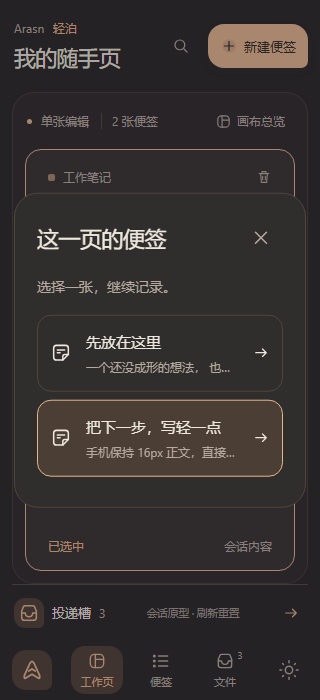 Arasn 轻泊
我的随手页
新建便签
单张编辑 2 张便签 画布总览
工作笔记
这一页的便签
选择一张，继续记录。
先放在这里
一个还没成形的想法， 也...
把下一步，写轻一点
手机保持 16px 正文，直接...
已选中 会话内容
投递槽 3 会话原型 · 刷新重置
工作页 便签 文件 3